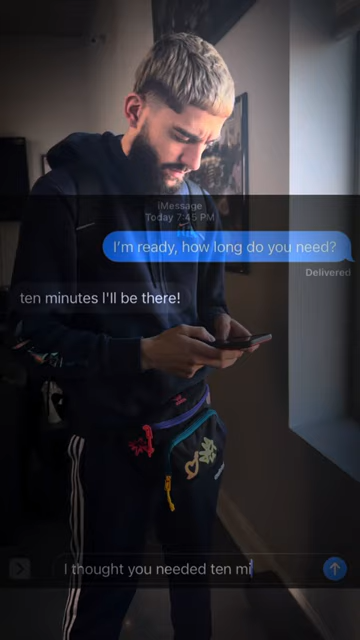 iMessage
Today 7:45 PM
I'm ready, how long do you need?
Delivered
ten minutes I'll be there!
I thought you needed ten mi